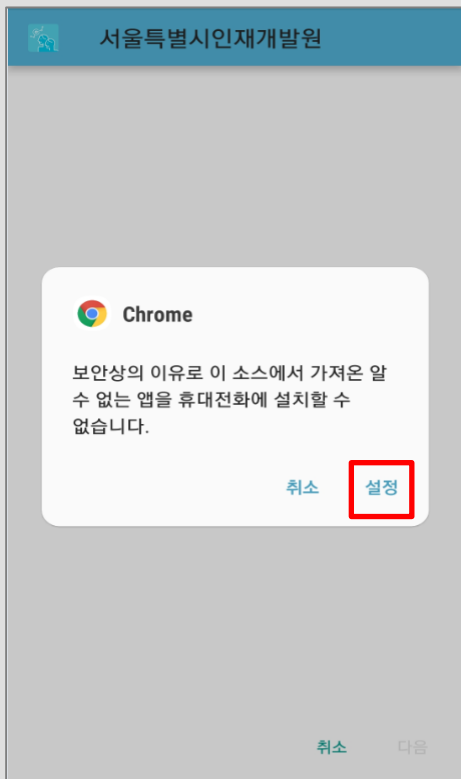 서울특별시인재개발원
Chrome
보안상의 이유로 이 소스에서 가져온 알
수 없는 앱을 휴대전화에 설치할 수
없습니다.
취소 설정
취소 다음